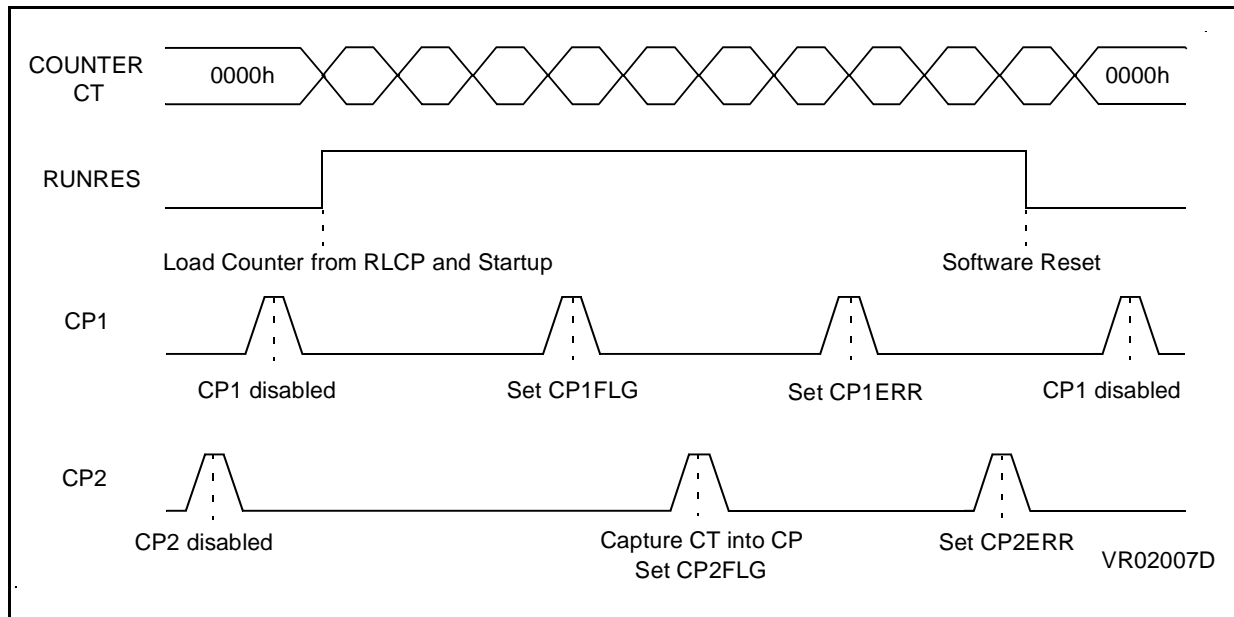 COUNTER
CT
0000h
0000h
RUNRES
Load Counter from RLCP and Startup
Software Reset
CP1
CP1 disabled
Set CP1FLG
Set CP1ERR
CP1 disabled
CP2
CP2 disabled
Capture CT into CP
Set CP2FLG
Set CP2ERR
VR02007D